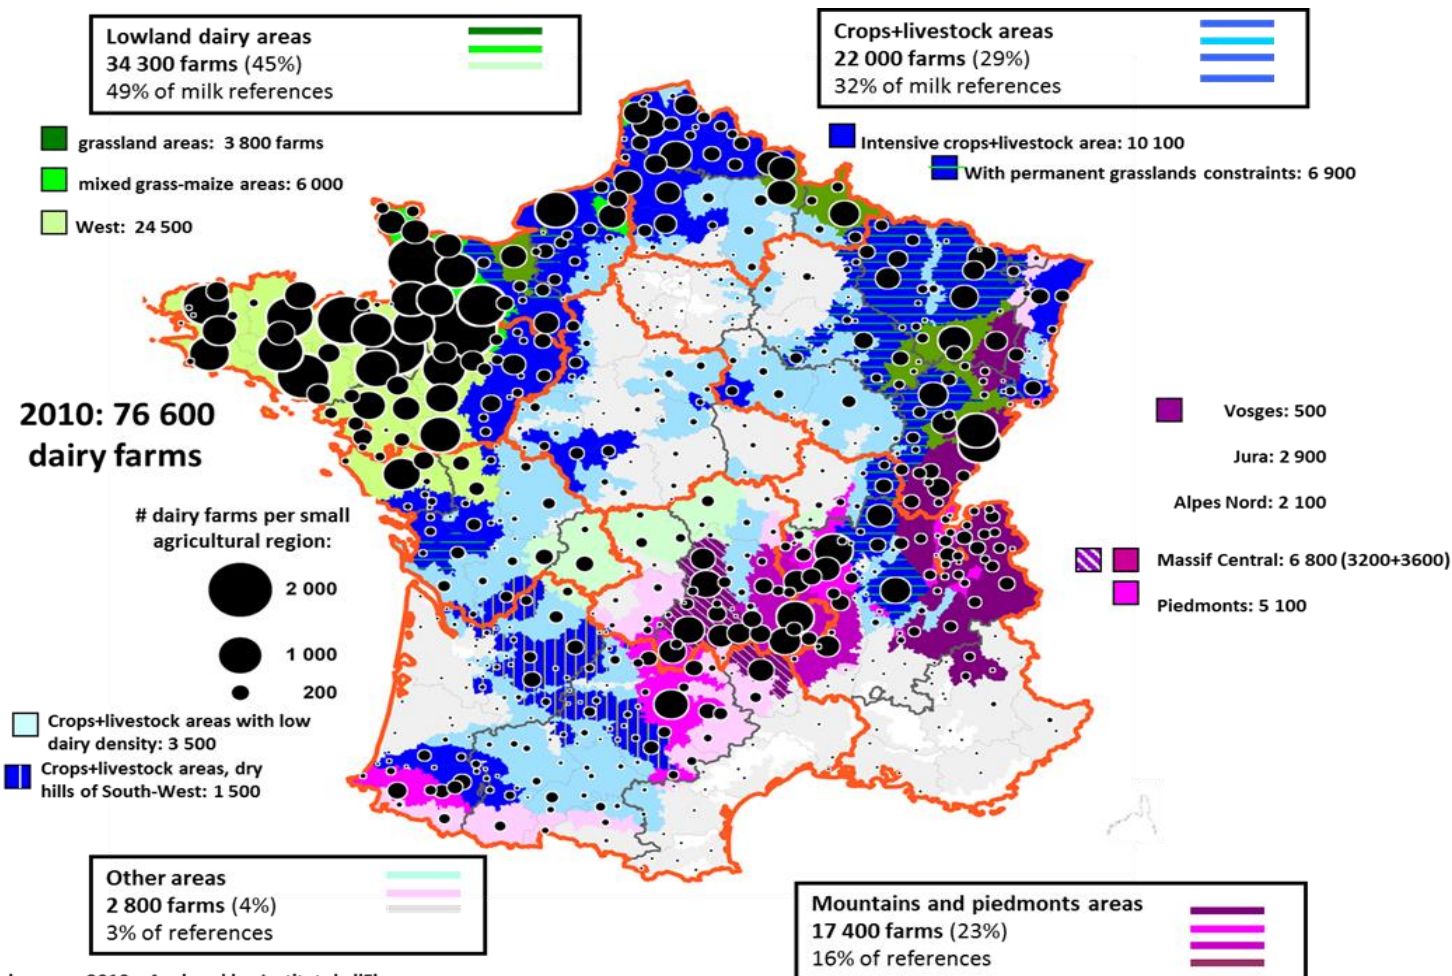 Lowland dairy areas
34 300 farms (45%)
49% of milk references
Crops+livestock areas
22 000 farms (29%)
32% of milk references
grassland areas: 3 800 farms
mixed grass-maize areas: 6 000
West: 24 500
Intensive crops+livestock area: 10 100
With permanent grasslands constraints: 6 900
2010: 76 600
dairy farms
Vosges: 500
Jura: 2 900
Alpes Nord: 2 100
Massif Central: 6 800 (3200+3600)
Piedmonts: 5 100
# dairy farms per small
agricultural region:
2 000
1 000
200
Crops+livestock areas with low
dairy density: 3 500
Crops+livestock areas, dry
hills of South-West: 1 500
Other areas
2 800 farms (4%)
3% of references
Mountains and piedmonts areas
17 400 farms (23%)
16% of references